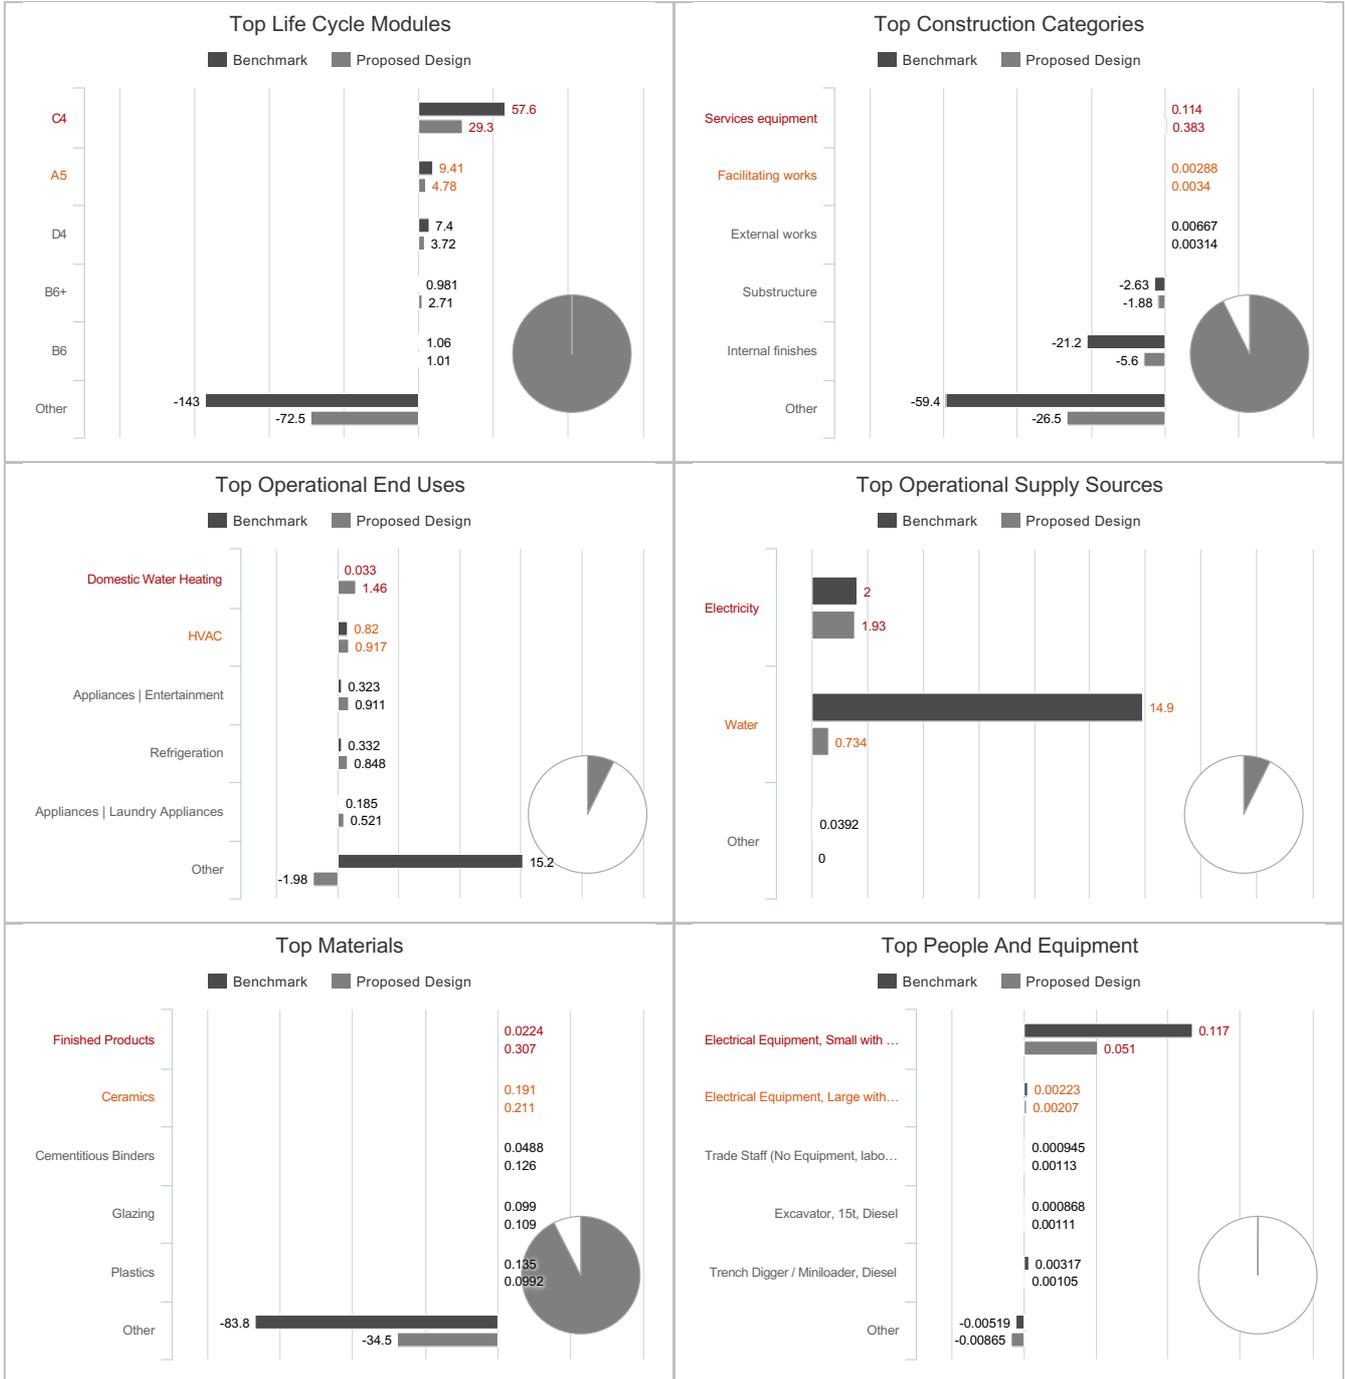 Top Life Cycle Modules
Benchmark Proposed Design
C4
57.6
29.3
A5
9.41
4.78
D4
7.4
3.72
B6+
0.981
2.71
B6
1.06
1.01
Other
-143
-72.5
Top Construction Categories
Benchmark Proposed Design
Services equipment
0.114
0.383
Facilitating works
0.00288
0.0034
External works
0.00667
0.00314
Substructure
-2.63
-1.88
Internal finishes
-21.2
-5.6
Other
-59.4
-26.5
Top Operational End Uses
Benchmark Proposed Design
Domestic Water Heating
0.033
1.46
HVAC
0.82
0.917
Appliances | Entertainment
0.323
0.911
Refrigeration
0.332
0.848
Appliances | Laundry Appliances
0.185
0.521
Other
15.2
-1.98
Top Operational Supply Sources
Benchmark Proposed Design
Electricity
2
1.93
Water
14.9
0.734
Other
0.0392
0
Top Materials
Benchmark Proposed Design
Finished Products
0.0224
0.307
Ceramics
0.191
0.211
Cementitious Binders
0.0488
0.126
Glazing
0.099
0.109
Plastics
0.135
0.0992
Other
-83.8
-34.5
Top People And Equipment
Benchmark Proposed Design
Electrical Equipment, Small with ...
0.117
0.051
Electrical Equipment, Large with...
0.00223
0.00207
Trade Staff (No Equipment, labo...
0.000945
0.00113
Excavator, 15t, Diesel
0.000868
0.00111
Trench Digger / Miniloader, Diesel
0.00317
0.00105
Other
-0.00519
-0.00865